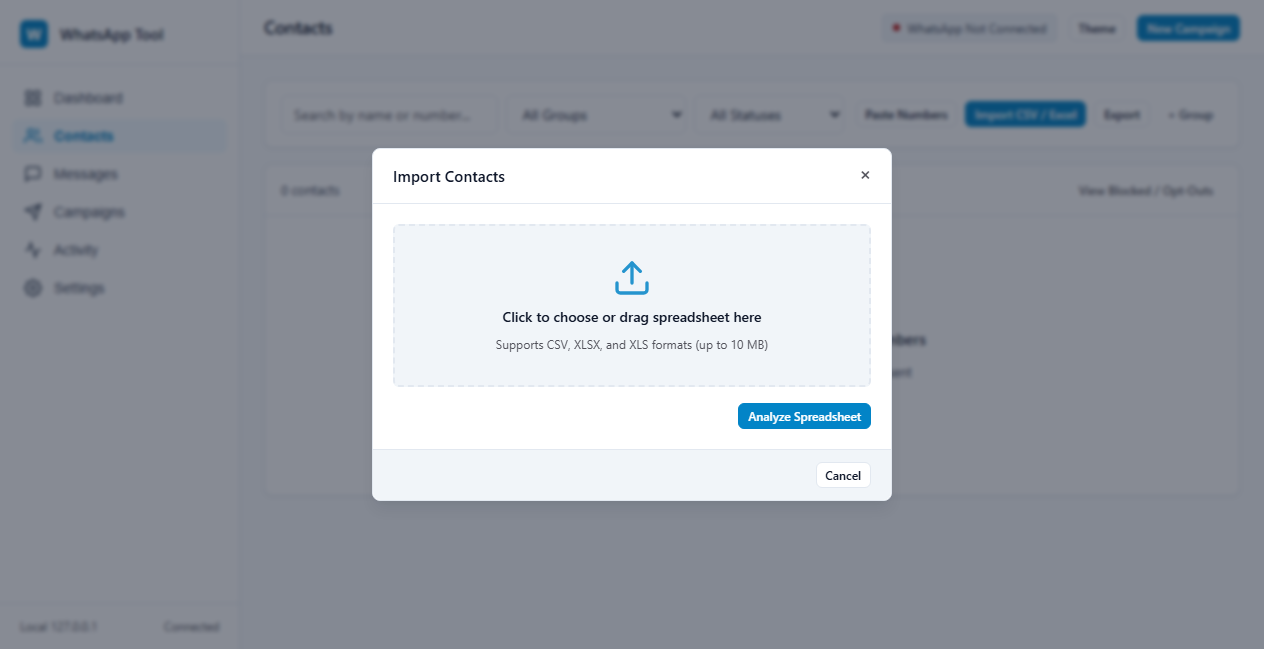 W WhatsApp Tool
Contacts
WhatsApp Not Connected
Theme
New Campaign
Dashboard
Contacts
Messages
Campaigns
Activity
Settings
Search by name or number...
All Groups
All Statuses
Paste Numbers
Import CSV / Excel
Export
+ Group
0 contacts
View Blocked / Opt-Outs
Import Contacts
×
Click to choose or drag spreadsheet here
Supports CSV, XLSX, and XLS formats (up to 10 MB)
Analyze Spreadsheet
Cancel
Local 127.0.0.1
Connected